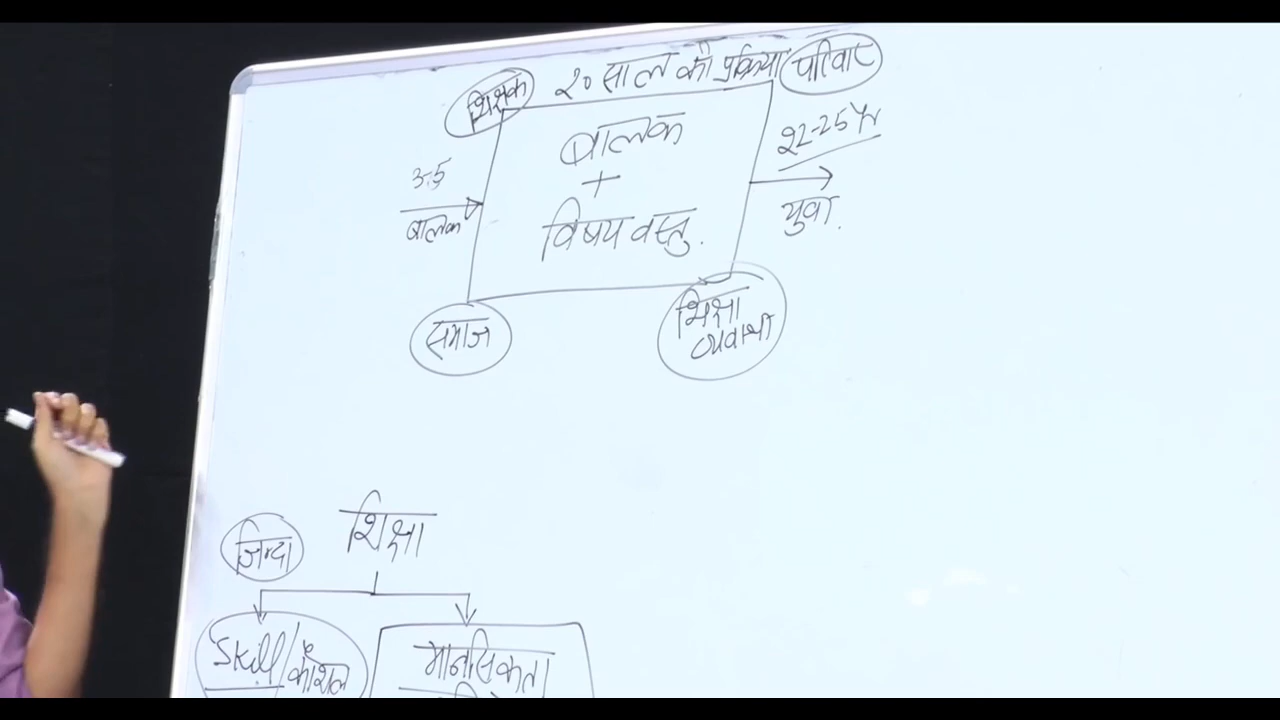 शिक्षक २० साल की प्रक्रिया परिवार
बालक
+
विषय वस्तु.
3-5
बालक
22-25 Yr
युवा.
समाज
शिक्षा
व्यवस्था
जिन्दा
शिक्षा
Skill/कौशल
मानसिकता